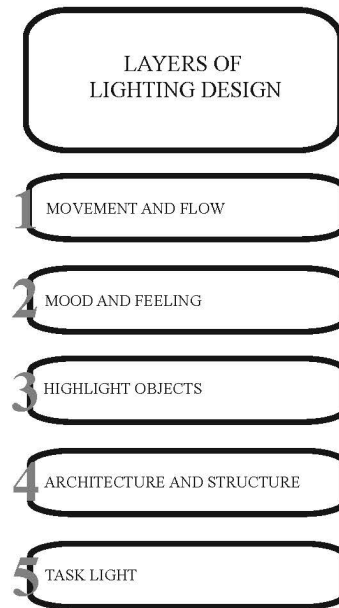 LAYERS OF
LIGHTING DESIGN
1 MOVEMENT AND FLOW
2 MOOD AND FEELING
3 HIGHLIGHT OBJECTS
4 ARCHITECTURE AND STRUCTURE
5 TASK LIGHT